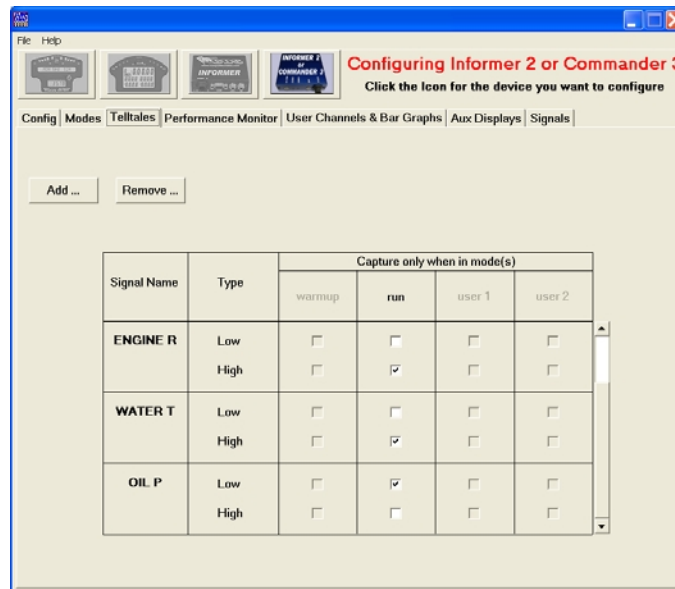 File Help
INFORMER
INFORMER 2
or
COMMANDER 3
Configuring Informer 2 or Commander 3
Click the Icon for the device you want to configure
Config Modes Telltales Performance Monitor User Channels & Bar Graphs Aux Displays Signals
Add ... Remove ...
Signal Name Type Capture only when in mode(s)
warmup run user 1 user 2
ENGINE R Low
High
WATER T Low
High
OIL P Low
High